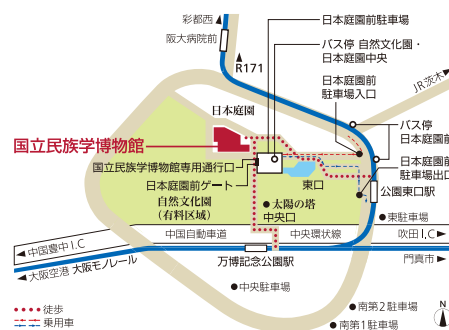 彩都西
阪大病院前
R171
日本庭園前駐車場
バス停 自然文化園・
日本庭園中央
日本庭園前
駐車場入口
JR茨木
日本庭園
国立民族学博物館
バス停
日本庭園前
国立民族学博物館専用通行口
日本庭園前ゲート
東口
日本庭園前
駐車場出口
公園東口駅
自然文化園
(有料区域)
太陽の塔
中央口
東駐車場
中国自動車道
中央環状線
吹田I.C
中国豊中I.C
大阪空港
大阪モノレール
万博記念公園駅
門真市
中央駐車場
徒歩
乗用車
南第2駐車場
南第1駐車場
N